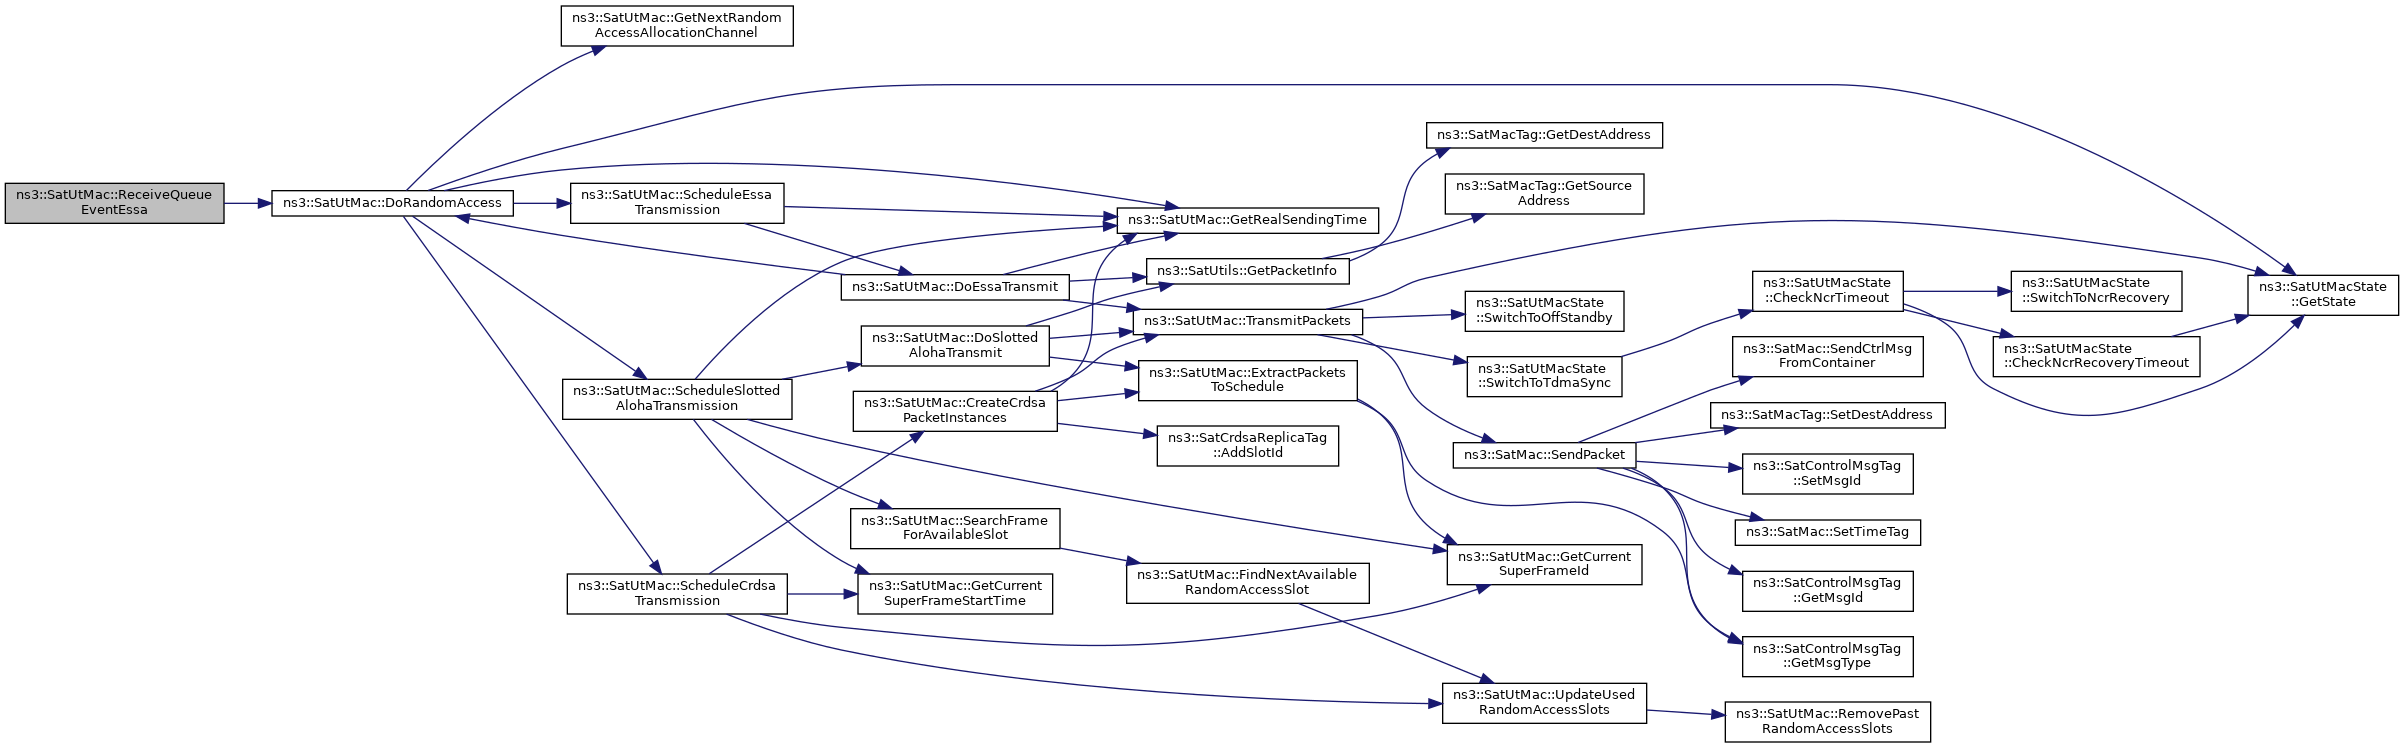 ns3::SatUtMac::ReceiveQueue
EventEssa
ns3::SatUtMac::DoRandomAccess
ns3::SatUtMac::GetNextRandom
AccessAllocationChannel
ns3::SatUtMac::ScheduleEssa
Transmission
ns3::SatUtMac::ScheduleSlotted
AlohaTransmission
ns3::SatUtMac::ScheduleCrdsa
Transmission
ns3::SatUtMac::DoEssaTransmit
ns3::SatUtMac::DoSlotted
AlohaTransmit
ns3::SatUtMac::CreateCrdsa
PacketInstances
ns3::SatUtMac::SearchFrame
ForAvailableSlot
ns3::SatUtMac::GetCurrent
SuperFrameStartTime
ns3::SatUtMac::GetRealSendingTime
ns3::SatUtils::GetPacketInfo
ns3::SatUtMac::TransmitPackets
ns3::SatUtMac::ExtractPackets
ToSchedule
ns3::SatCrdsaReplicaTag
::AddSlotId
ns3::SatUtMac::FindNextAvailable
RandomAccessSlot
ns3::SatMacTag::GetDestAddress
ns3::SatMacTag::GetSource
Address
ns3::SatUtMacState
::SwitchToOffStandby
ns3::SatUtMacState
::SwitchToTdmaSync
ns3::SatMac::SendPacket
ns3::SatUtMac::GetCurrent
SuperFrameId
ns3::SatUtMac::UpdateUsed
RandomAccessSlots
ns3::SatUtMacState
::CheckNcrTimeout
ns3::SatMac::SendCtrlMsg
FromContainer
ns3::SatMacTag::SetDestAddress
ns3::SatControlMsgTag
::SetMsgId
ns3::SatMac::SetTimeTag
ns3::SatControlMsgTag
::GetMsgId
ns3::SatControlMsgTag
::GetMsgType
ns3::SatUtMac::RemovePast
RandomAccessSlots
ns3::SatUtMacState
::SwitchToNcrRecovery
ns3::SatUtMacState
::CheckNcrRecoveryTimeout
ns3::SatUtMacState
::GetState